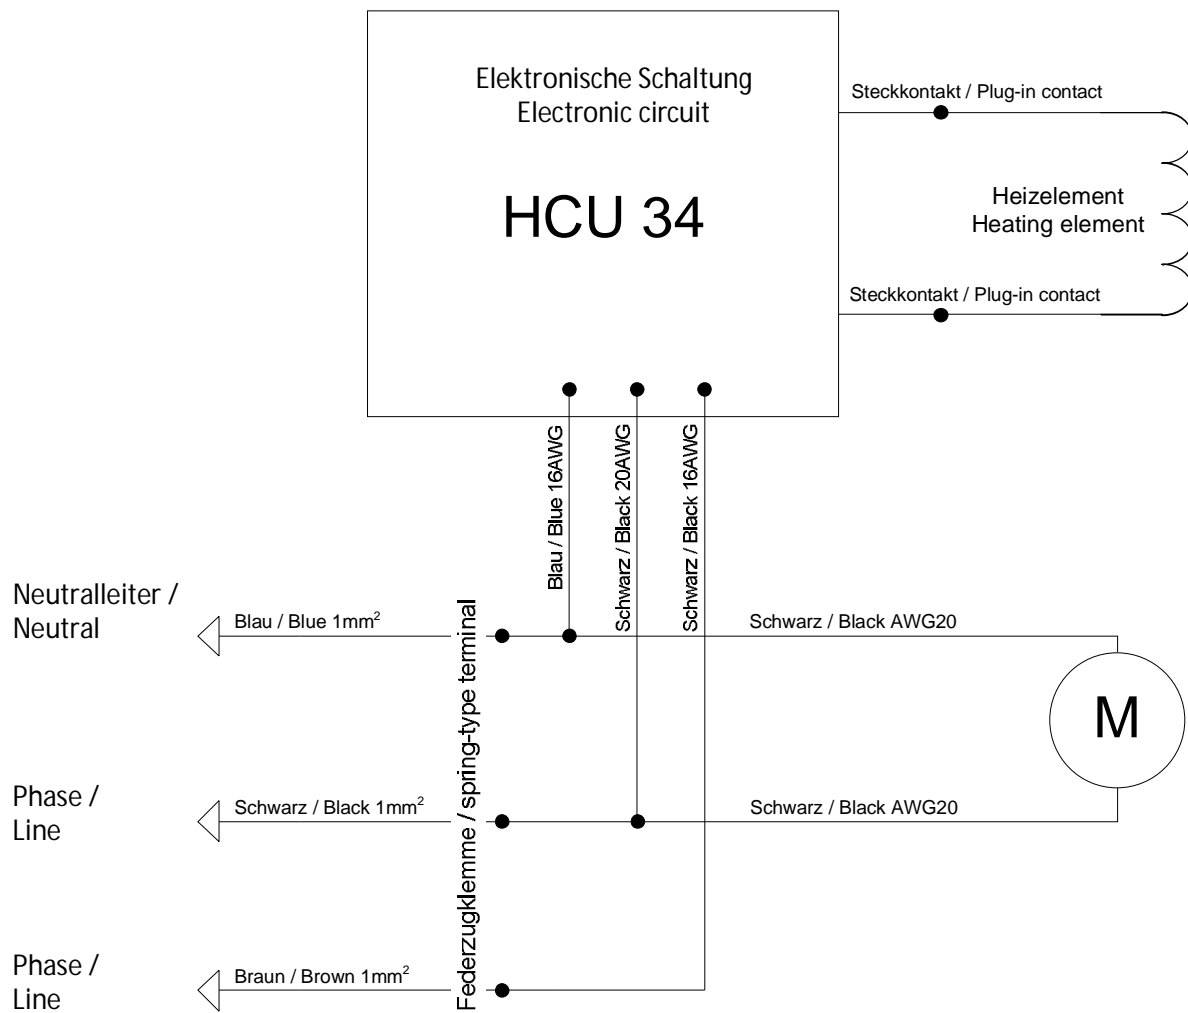 Elektronische Schaltung
Electronic circuit
HCU 34
Steckkontakt / Plug-in contact
Heizelement
Heating element
Steckkontakt / Plug-in contact
Blau / Blue 16AWG
Schwarz / Black 20AWG
Schwarz / Black 16AWG
Neutralleiter /
Neutral
Blau / Blue 1mm²
Federzugklemme / spring-type terminal
Schwarz / Black AWG20
M
Phase /
Line
Schwarz / Black 1mm²
Schwarz / Black AWG20
Phase /
Line
Braun / Brown 1mm²